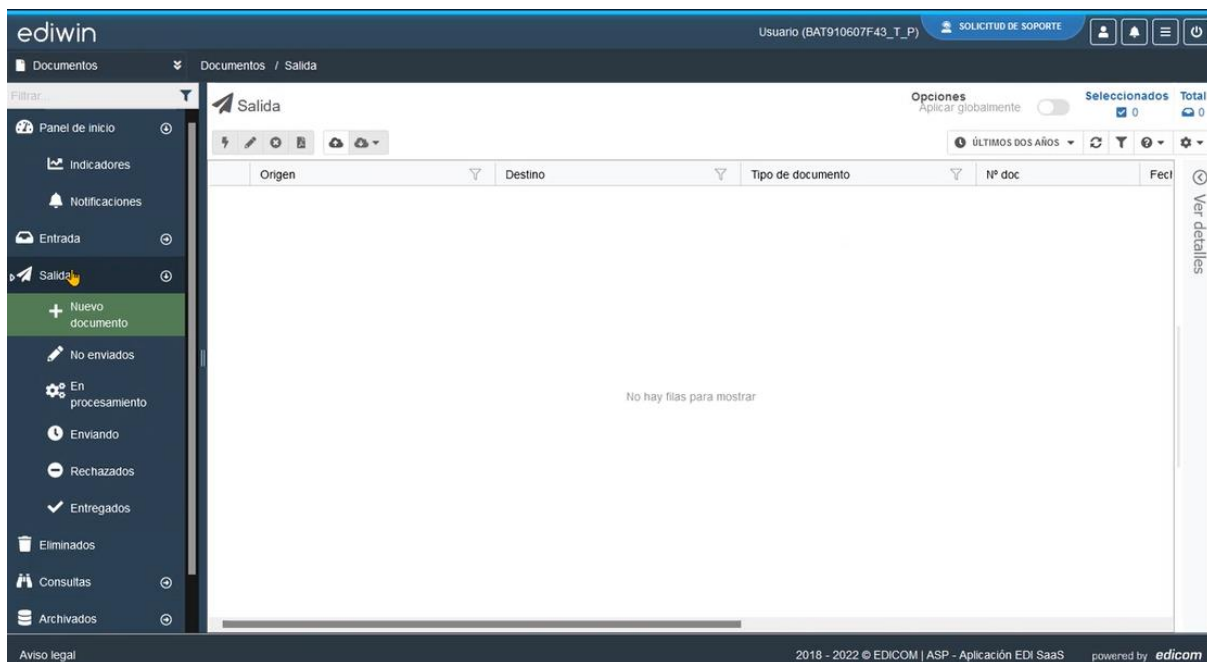 ediwin
Usuario (BAT910607F43_T_P)
SOLICITUD DE SOPORTE
Documentos
Documentos / Salida
Filtrar...
Salida
Opciones
Aplicar globalmente
Seleccionados
0
Total
0
ÚLTIMOS DOS AÑOS
Origen
Destino
Tipo de documento
Nº doc
Fech
Ver detalles
No hay filas para mostrar
Panel de inicio
Indicadores
Notificaciones
Entrada
Salida
Nuevo
documento
No enviados
En
procesamiento
Enviando
Rechazados
Entregados
Eliminados
Consultas
Archivados
Aviso legal
2018 - 2022 © EDICOM | ASP - Aplicación EDI SaaS
powered by edicom